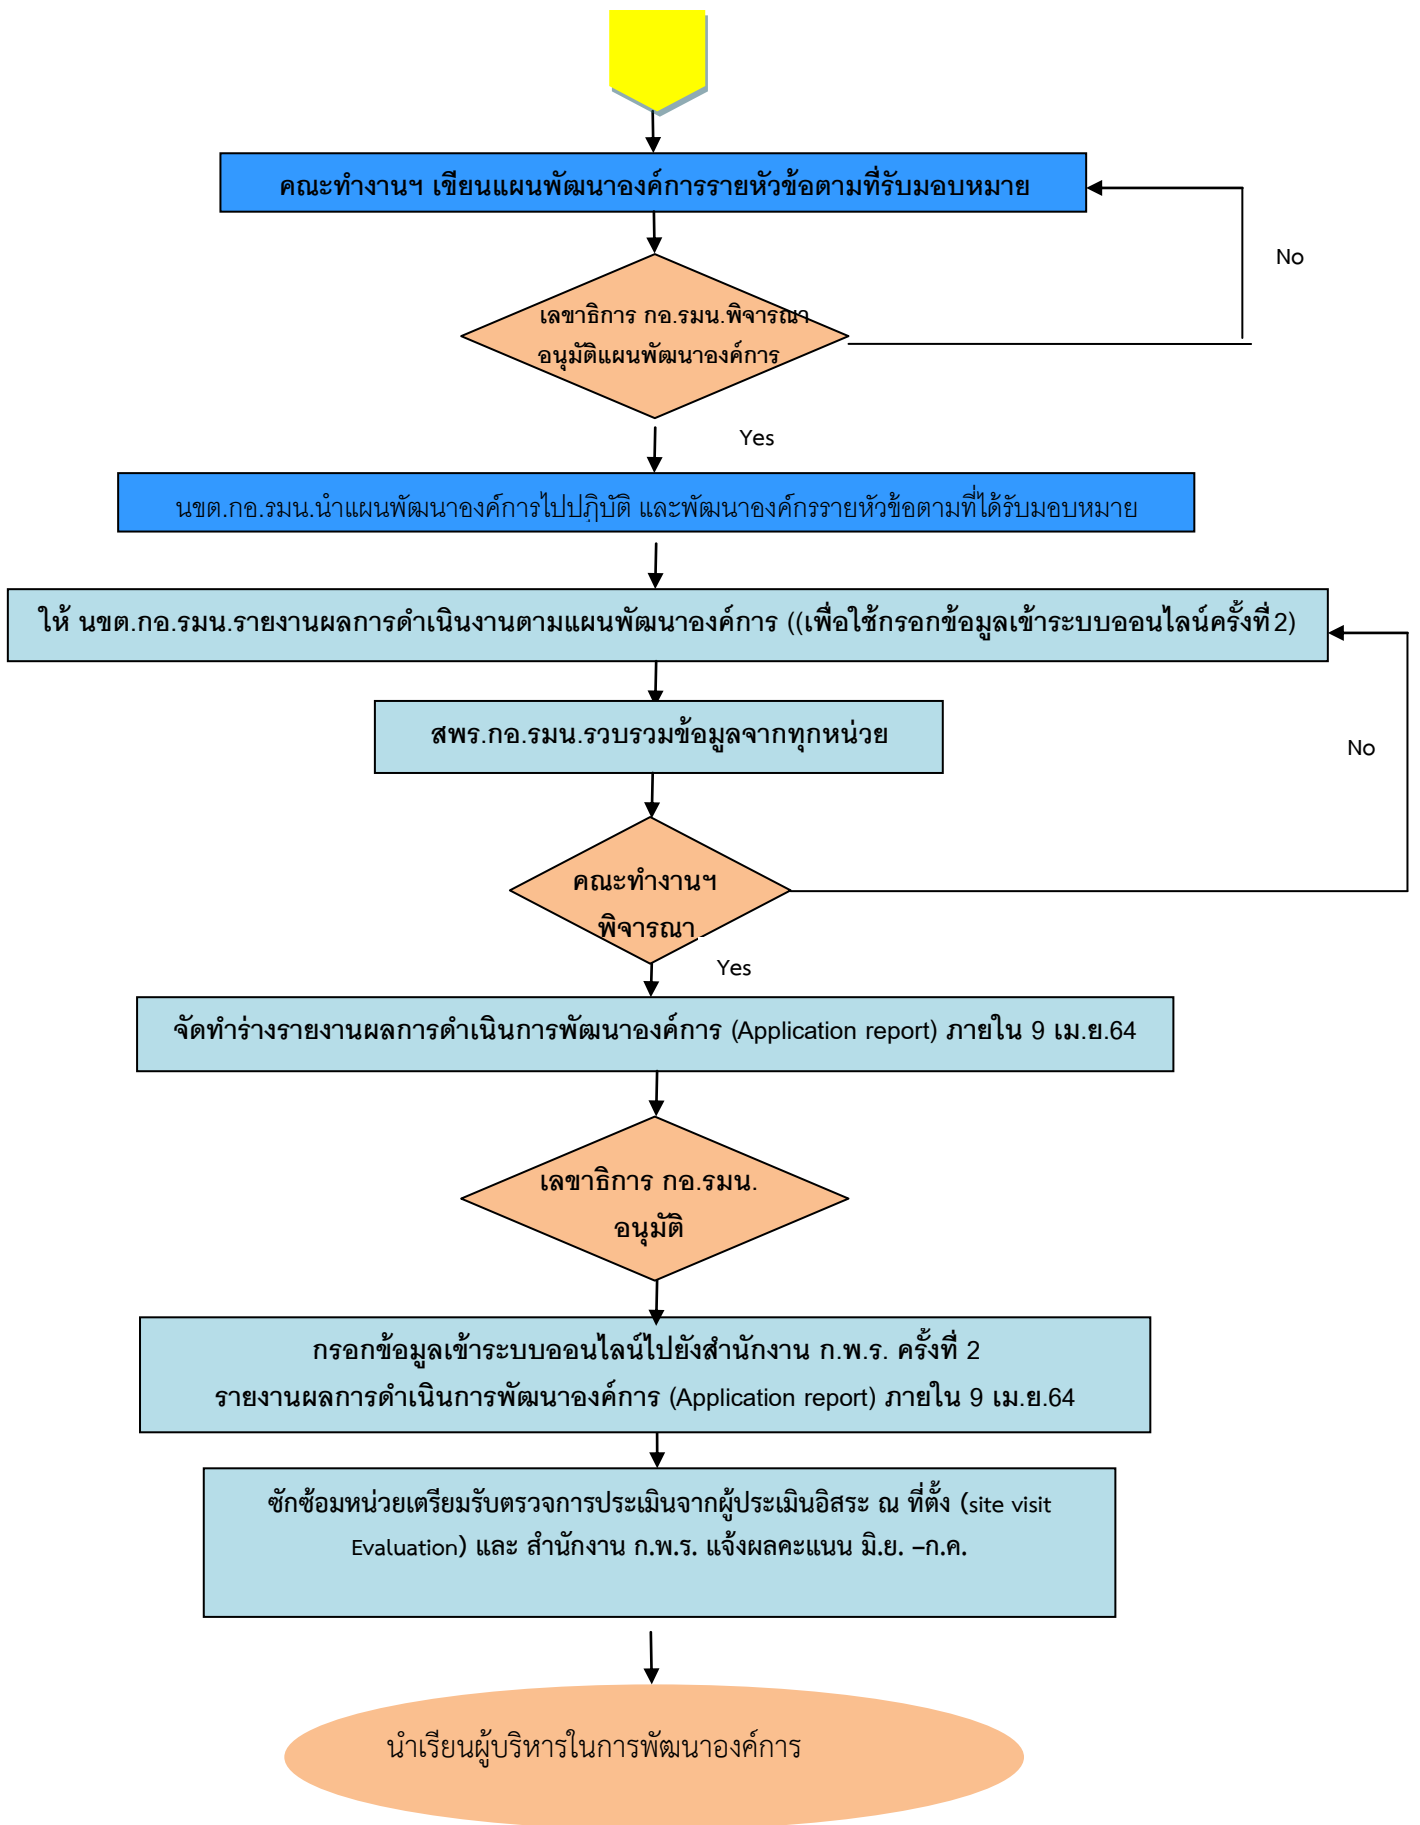 คณะทำงานฯ เขียนแผนพัฒนาองค์การรายหัวข้อตามที่รับมอบหมาย
No
เลขาธิการ กอ.รมน.พิจารณา
อนุมัติแผนพัฒนาองค์การ
Yes
นขต.กอ.รมน.นำแผนพัฒนาองค์การไปปฏิบัติ และพัฒนาองค์กรรายหัวข้อตามที่ได้รับมอบหมาย
ให้ นขต.กอ.รมน.รายงานผลการดำเนินงานตามแผนพัฒนาองค์การ ((เพื่อใช้กรอกข้อมูลเข้าระบบออนไลน์ครั้งที่ 2)
สพร.กอ.รมน.รวบรวมข้อมูลจากทุกหน่วย
No
คณะทำงานฯ
พิจารณา
Yes
จัดทำร่างรายงานผลการดำเนินการพัฒนาองค์การ (Application report) ภายใน 9 เม.ย.64
เลขาธิการ กอ.รมน.
อนุมัติ
กรอกข้อมูลเข้าระบบออนไลน์ไปยังสำนักงาน ก.พ.ร. ครั้งที่ 2
รายงานผลการดำเนินการพัฒนาองค์การ (Application report) ภายใน 9 เม.ย.64
ซักซ้อมหน่วยเตรียมรับตรวจการประเมินจากผู้ประเมินอิสระ ณ ที่ตั้ง (site visit
Evaluation) และ สำนักงาน ก.พ.ร. แจ้งผลคะแนน มิ.ย. –ก.ค.
นำเรียนผู้บริหารในการพัฒนาองค์การ